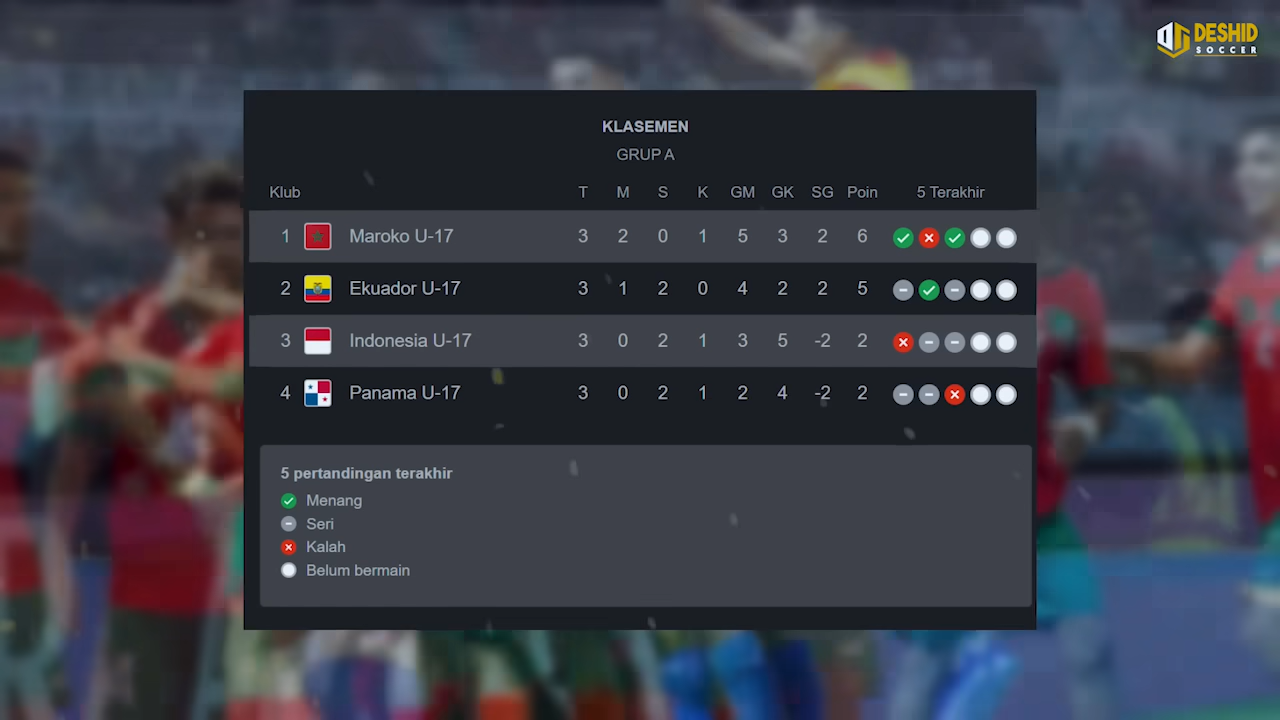 DESHID
SOCCER
KLASEMEN
GRUP A
Klub T M S K GM GK SG Poin 5 Terakhir
1 Maroko U-17 3 2 0 1 5 3 2 6
2 Ekuador U-17 3 1 2 0 4 2 2 5
3 Indonesia U-17 3 0 2 1 3 5 -2 2
4 Panama U-17 3 0 2 1 2 4 -2 2
5 pertandingan terakhir
Menang
Seri
Kalah
Belum bermain